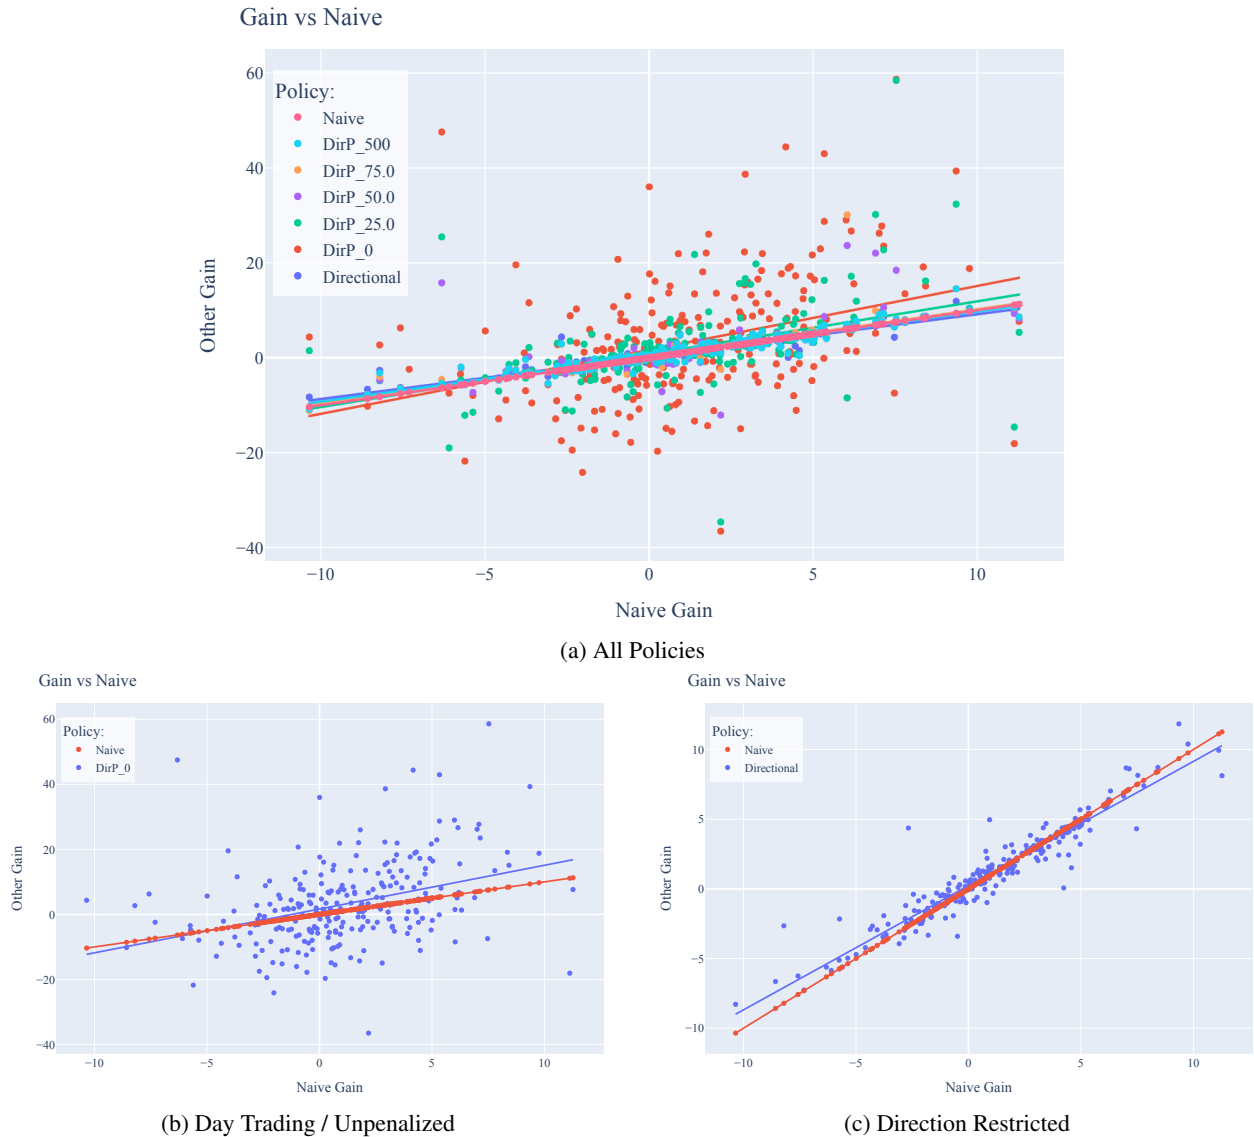 Gain vs Naive
60
40
20
0
−20
−40
Other Gain
Policy:
Naive
DirP_500
DirP_75.0
DirP_50.0
DirP_25.0
DirP_0
Directional
−10 −5 0 5 10
Naive Gain
(a) All Policies
Gain vs Naive
60
40
20
0
−20
−40
Other Gain
Policy:
Naive
DirP_0
−10 −5 0 5 10
Naive Gain
(b) Day Trading / Unpenalized
Gain vs Naive
10
5
0
−5
−10
Other Gain
Policy:
Naive
Directional
−10 −5 0 5 10
Naive Gain
(c) Direction Restricted